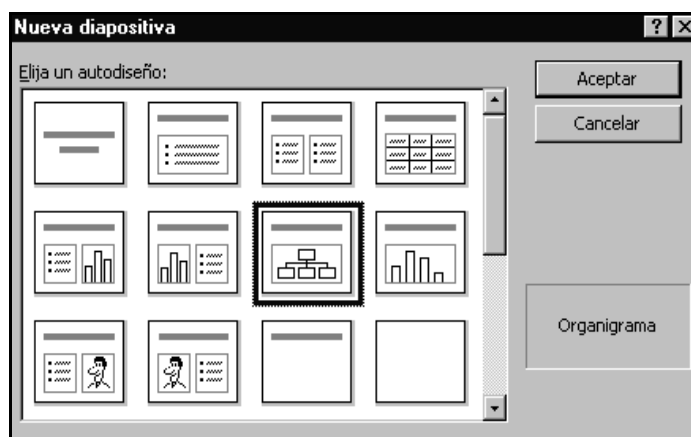 Nueva diapositiva
Elija un autodiseño:
Aceptar
Cancelar
Organigrama